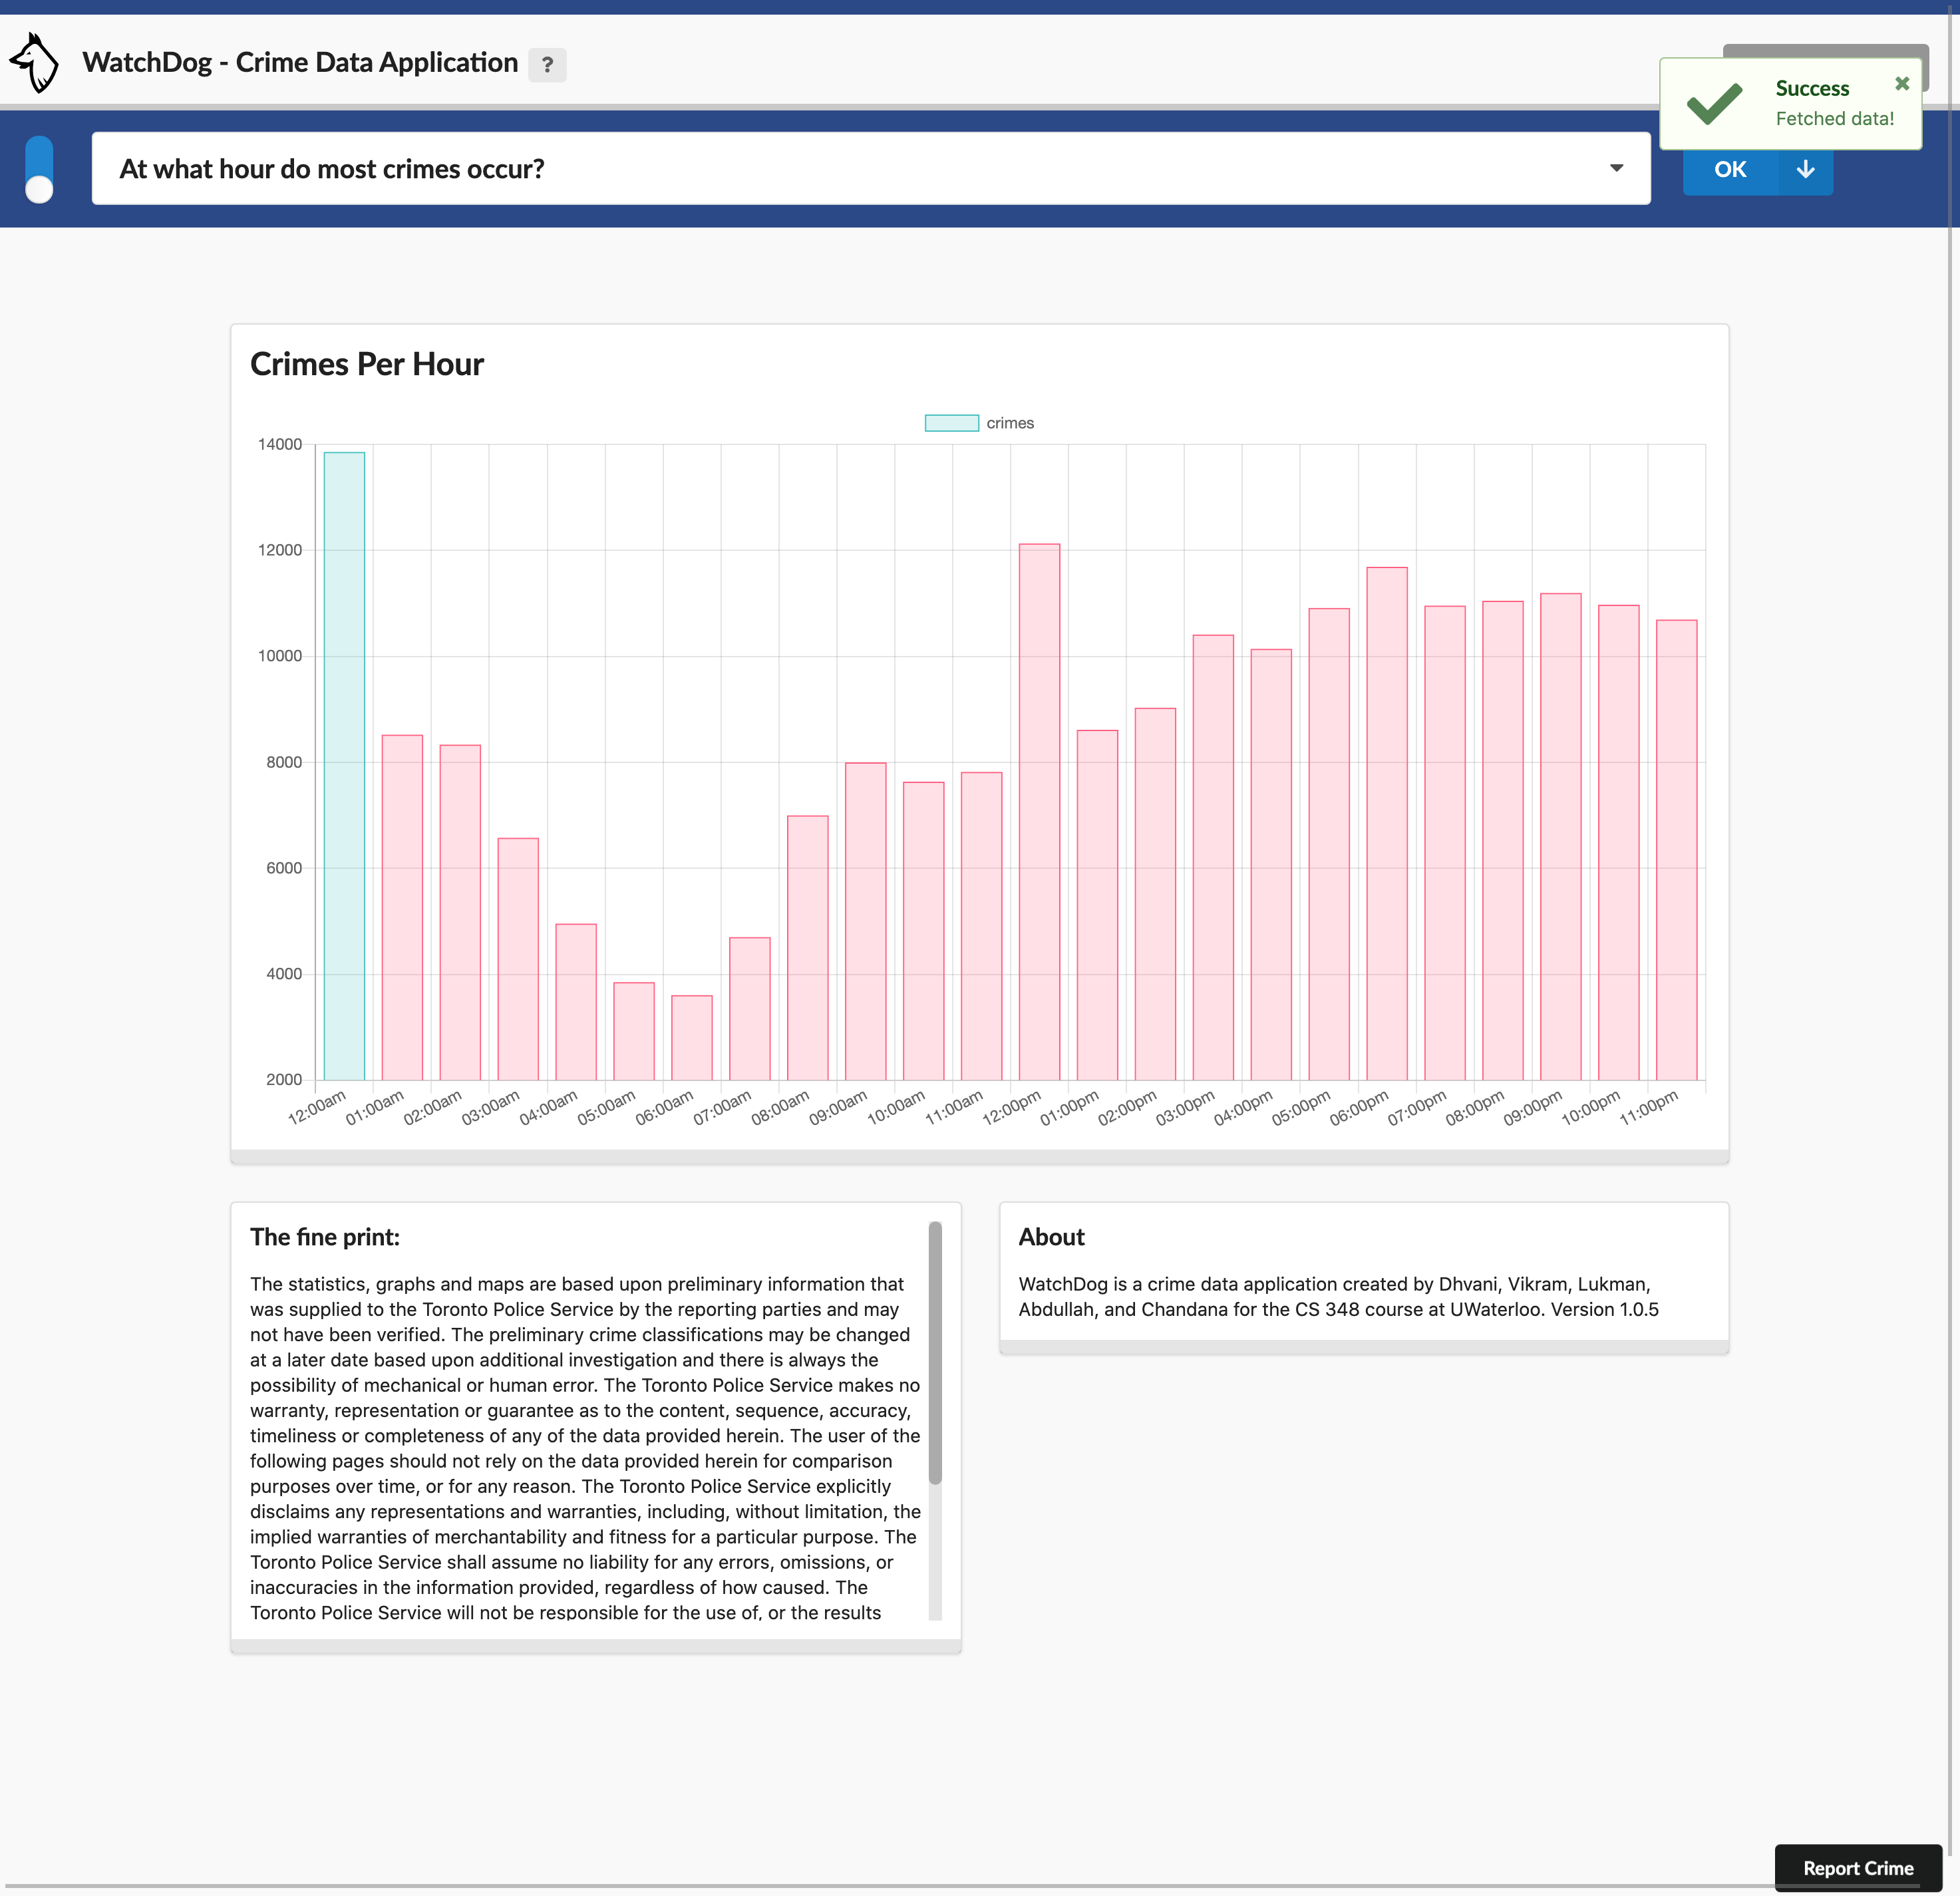 WatchDog - Crime Data Application ?
Success
Fetched data!
At what hour do most crimes occur?
OK
Crimes Per Hour
crimes
14000
12000
10000
8000
6000
4000
2000
12:00am 01:00am 02:00am 03:00am 04:00am 05:00am 06:00am 07:00am 08:00am 09:00am 10:00am 11:00am 12:00pm 01:00pm 02:00pm 03:00pm 04:00pm 05:00pm 06:00pm 07:00pm 08:00pm 09:00pm 10:00pm 11:00pm
The fine print:
The statistics, graphs and maps are based upon preliminary information that
was supplied to the Toronto Police Service by the reporting parties and may
not have been verified. The preliminary crime classifications may be changed
at a later date based upon additional investigation and there is always the
possibility of mechanical or human error. The Toronto Police Service makes no
warranty, representation or guarantee as to the content, sequence, accuracy,
timeliness or completeness of any of the data provided herein. The user of the
following pages should not rely on the data provided herein for comparison
purposes over time, or for any reason. The Toronto Police Service explicitly
disclaims any representations and warranties, including, without limitation, the
implied warranties of merchantability and fitness for a particular purpose. The
Toronto Police Service shall assume no liability for any errors, omissions, or
inaccuracies in the information provided, regardless of how caused. The
Toronto Police Service will not be responsible for the use of, or the results
About
WatchDog is a crime data application created by Dhvani, Vikram, Lukman,
Abdullah, and Chandana for the CS 348 course at UWaterloo. Version 1.0.5
Report Crime